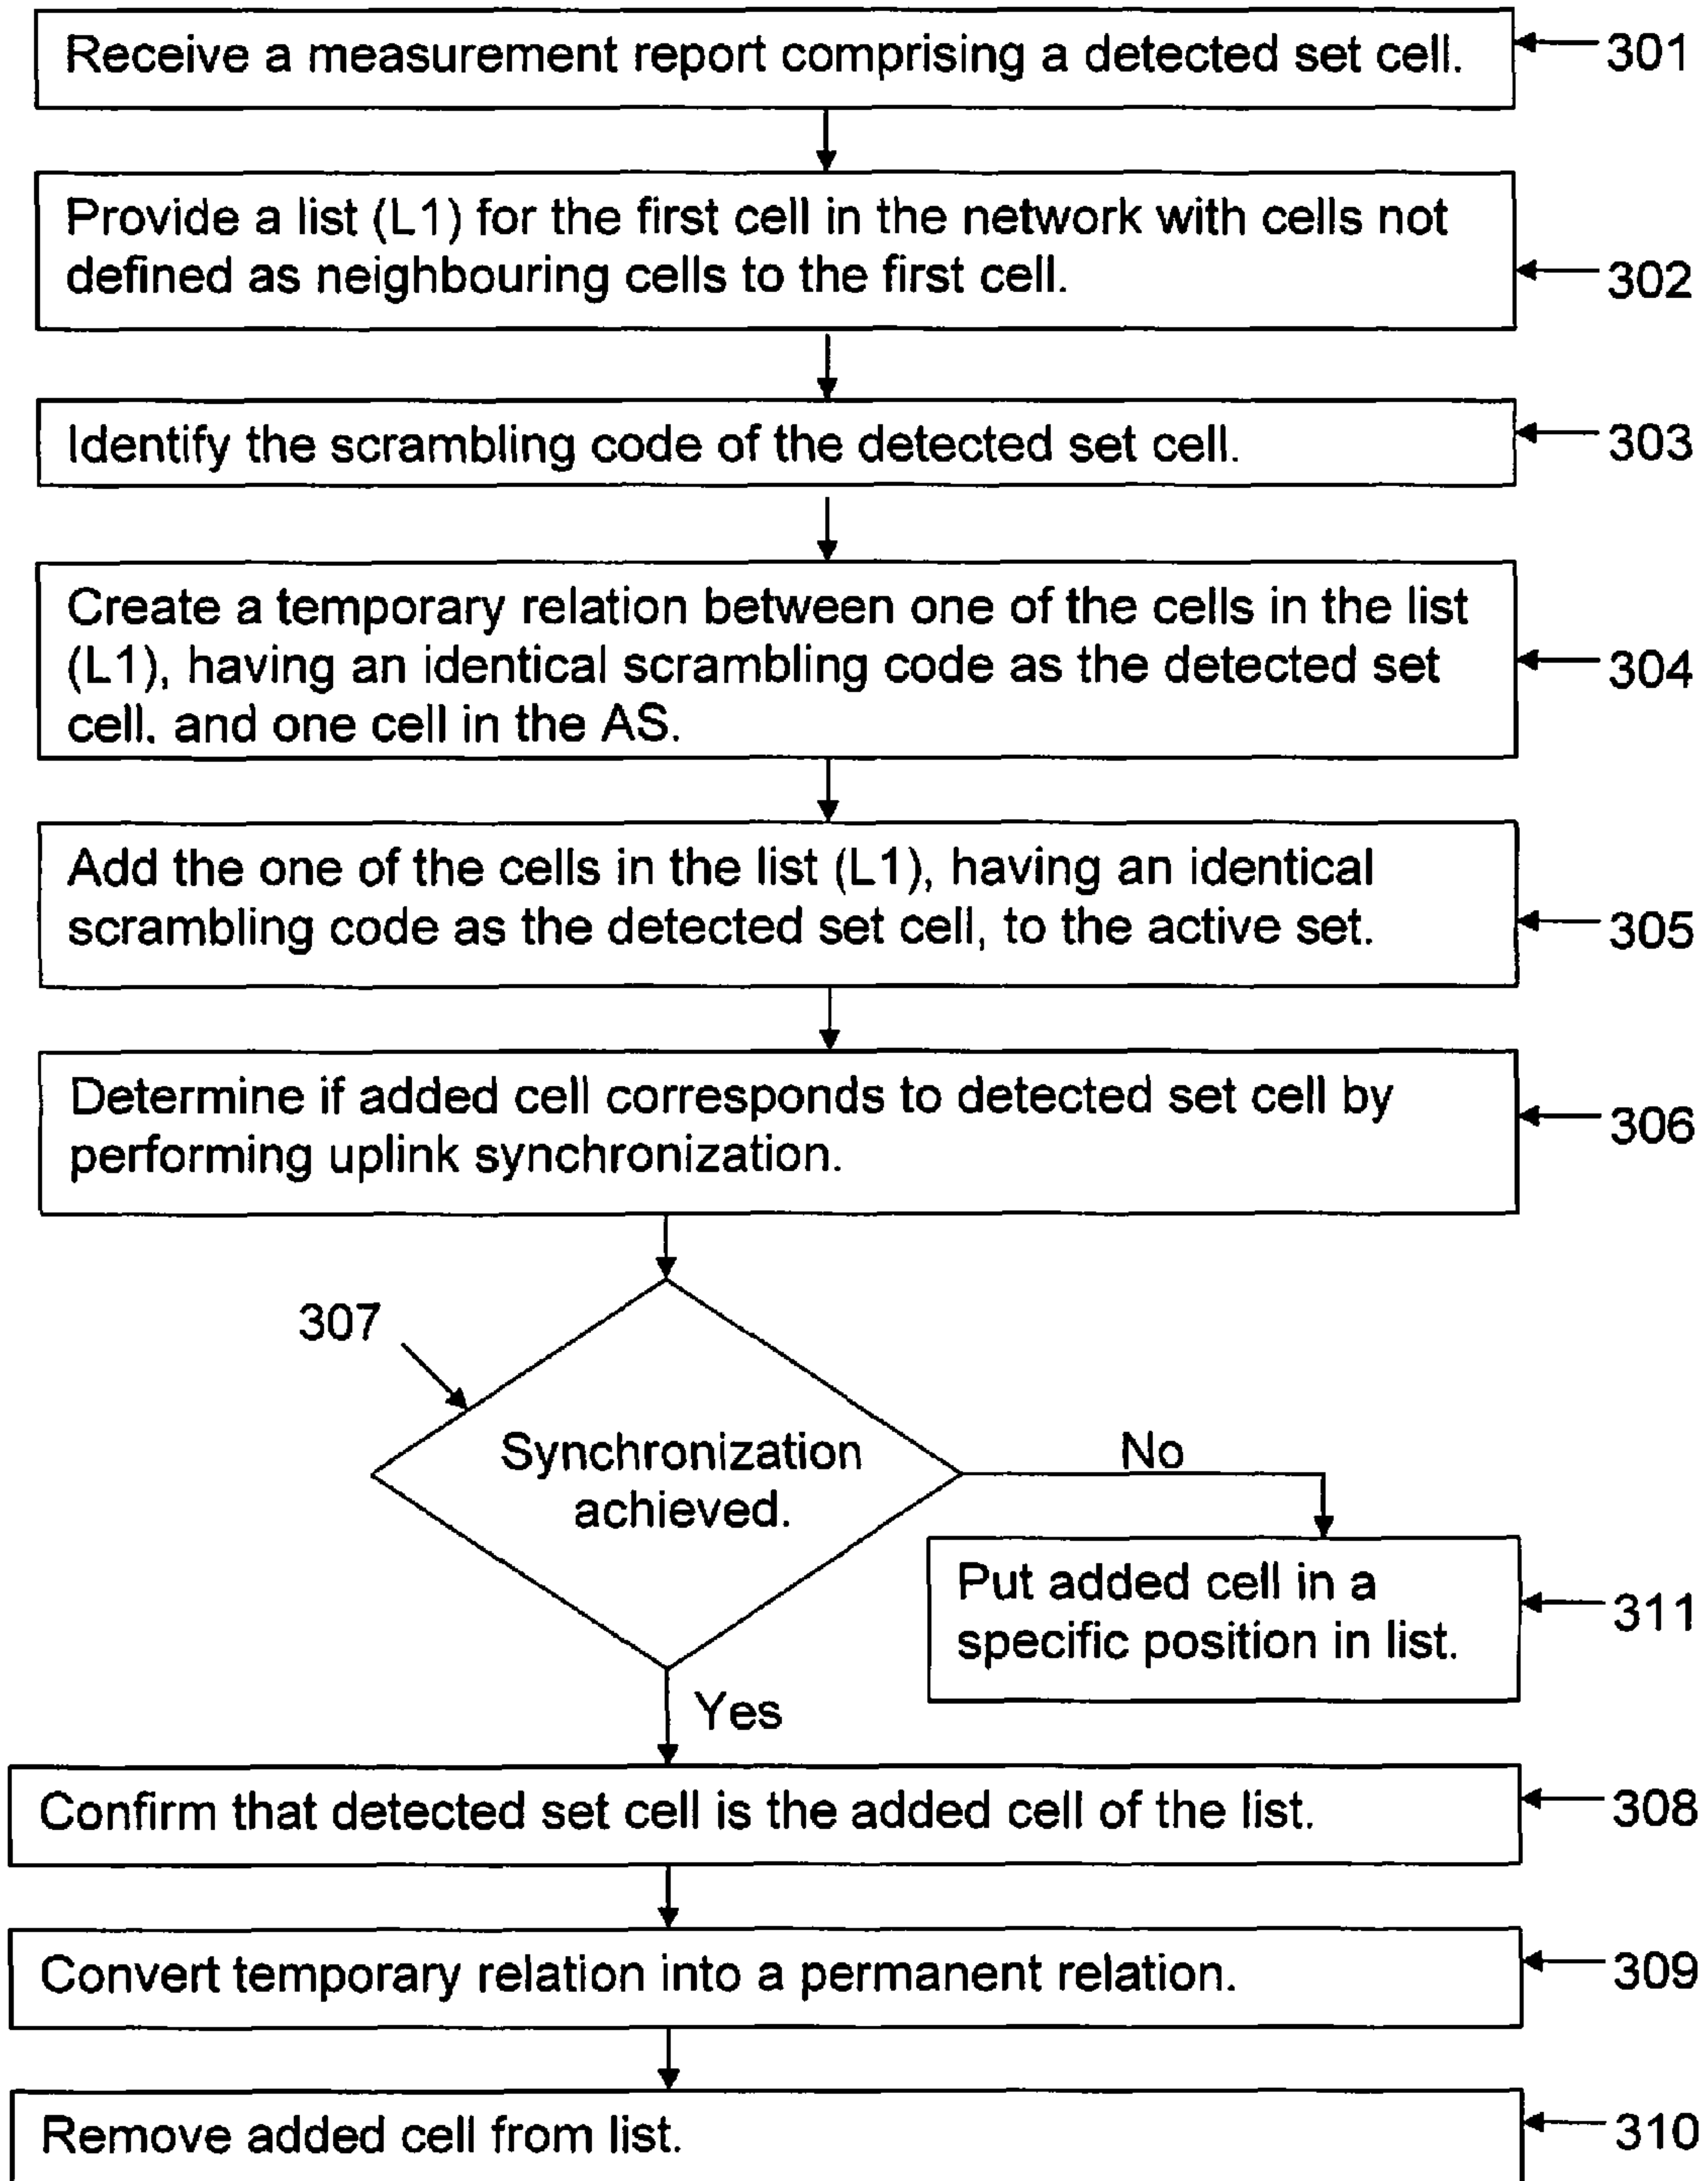 Receive a measurement report comprising a detected set cell.
301
Provide a list (L1) for the first cell in the network with cells not
defined as neighbouring cells to the first cell.
302
Identify the scrambling code of the detected set cell.
303
Create a temporary relation between one of the cells in the list
(L1), having an identical scrambling code as the detected set
cell. and one cell in the AS.
304
Add the one of the cells in the list (L1), having an identical
scrambling code as the detected set cell, to the active set.
305
Determine if added cell corresponds to detected set cell by
performing uplink synchronization.
306
307
Synchronization
achieved.
No
Put added cell in a
specific position in list.
311
Yes
Confirm that detected set cell is the added cell of the list.
308
Convert temporary relation into a permanent relation.
309
Remove added cell from list.
310